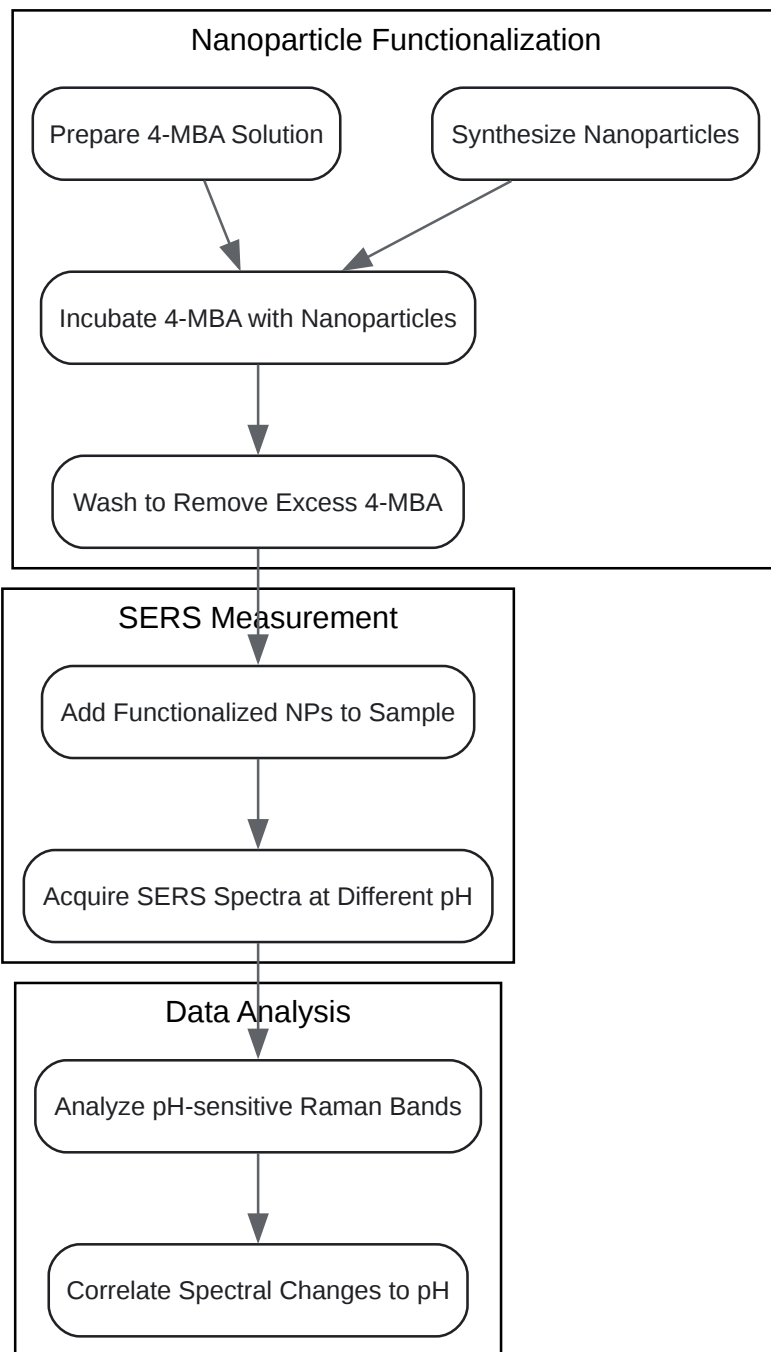 Nanoparticle Functionalization
Prepare 4-MBA Solution
Synthesize Nanoparticles
Incubate 4-MBA with Nanoparticles
Wash to Remove Excess 4-MBA
SERS Measurement
Add Functionalized NPs to Sample
Acquire SERS Spectra at Different pH
Data Analysis
Analyze pH-sensitive Raman Bands
Correlate Spectral Changes to pH